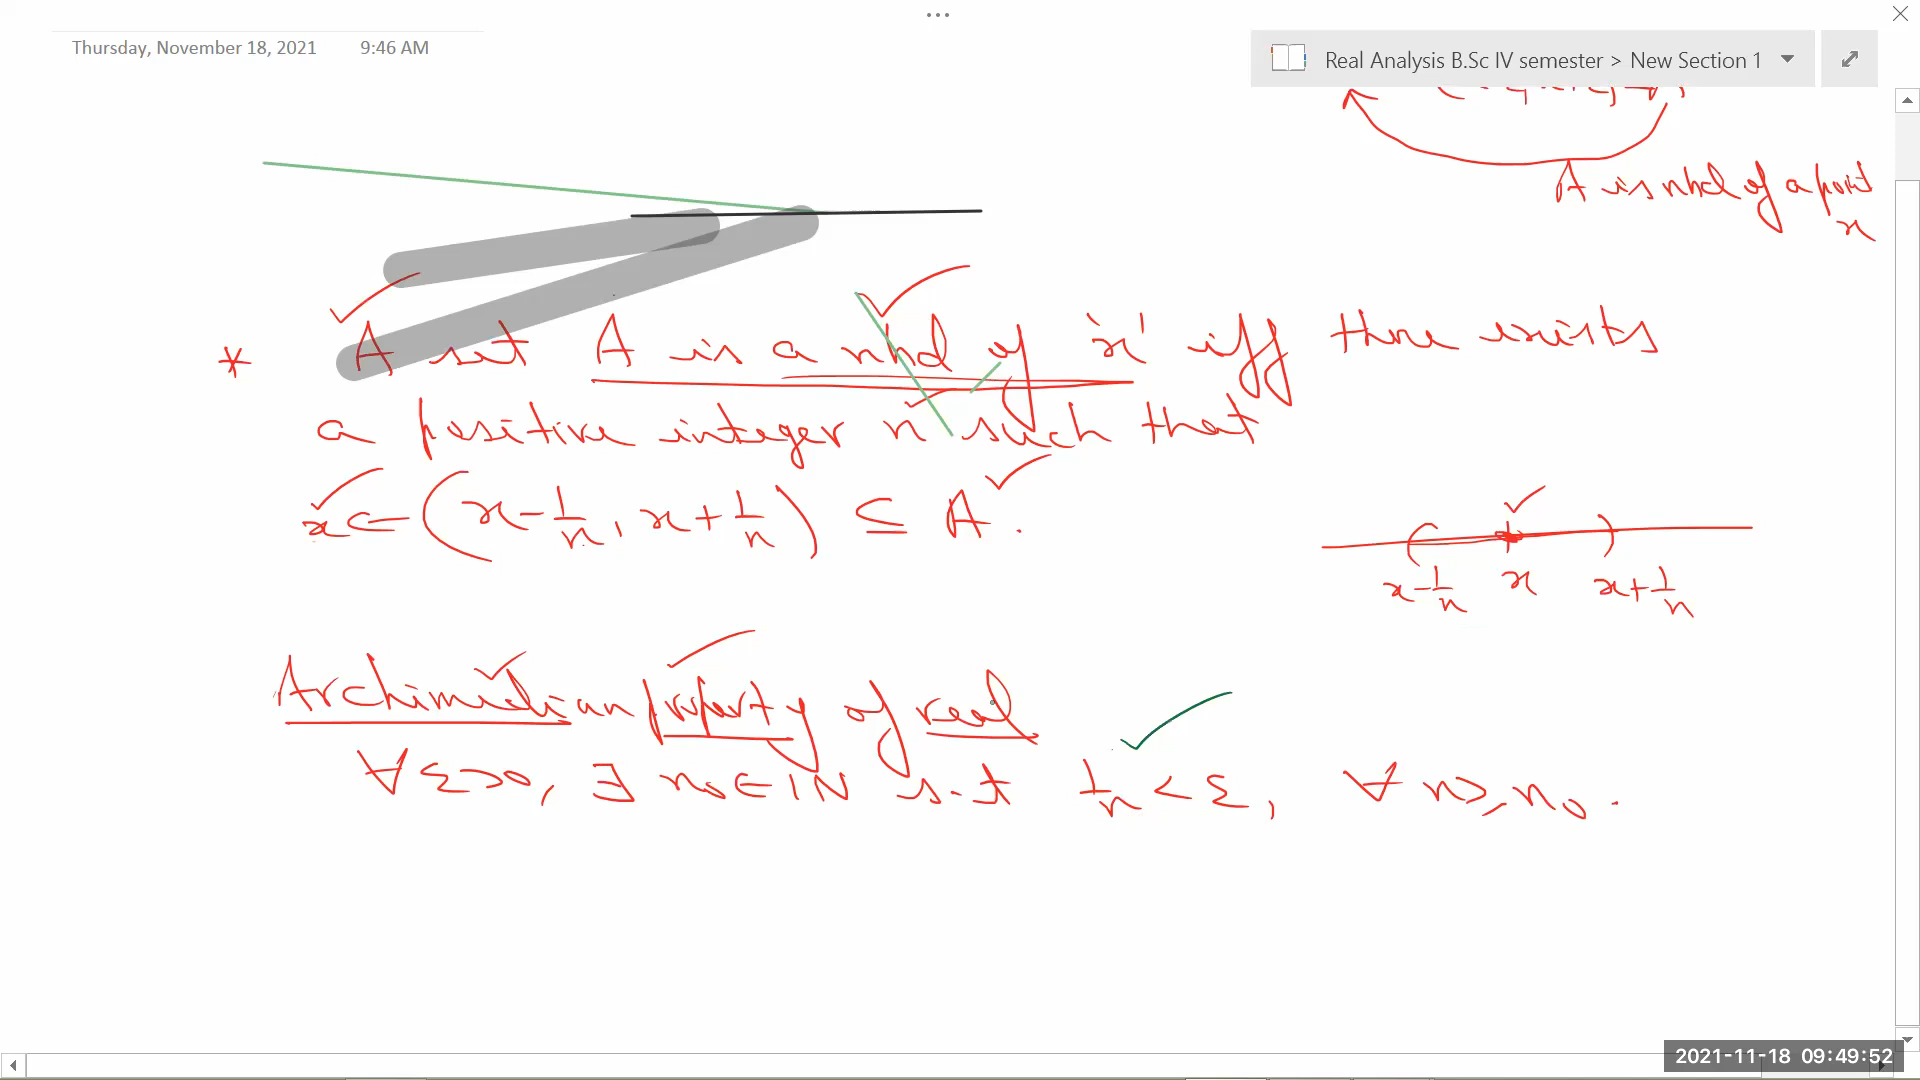 Thursday, November 18, 2021 9:46 AM
Real Analysis B.Sc IV semester > New Section 1
A is nhd of a point
x
* A set A is a nhd of 'x' iff there exists
a positive integer n such that
x ∈ (x - 1/n, x + 1/n) ⊆ A.
x - 1/n x x + 1/n
Archimidian property of real
∀ ε>0, ∃ n₀ ∈ IN s.t 1/n < ε, ∀ n ≥ n₀.
2021-11-18 09:49:52